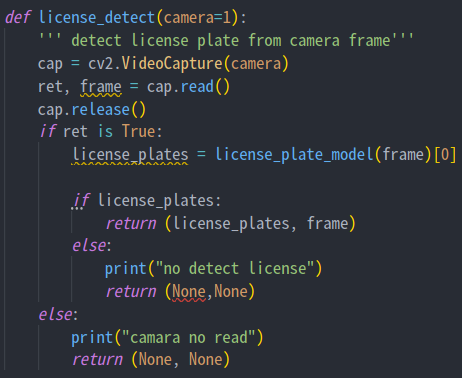 def license_detect(camera=1):
    ''' detect license plate from camera frame'''
    cap = cv2.VideoCapture(camera)
    ret, frame = cap.read()
    cap.release()
    if ret is True:
        license_plates = license_plate_model(frame)[0]

        if license_plates:
            return (license_plates, frame)
        else:
            print("no detect license")
            return (None,None)
    else:
        print("camara no read")
        return (None, None)